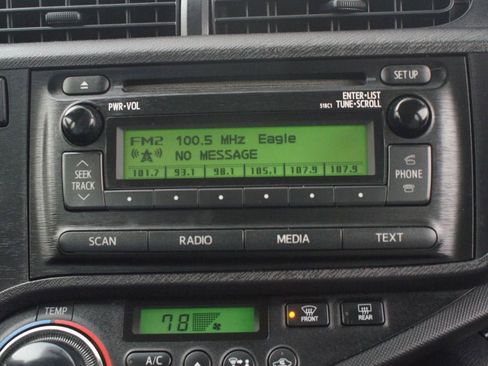 SET UP
PWR•VOL
ENTER•LIST
51BC1 TUNE•SCROLL
FM2 100.5 MHz Eagle
NO MESSAGE
101.7 93.1 98.1 105.1 107.9 107.9
SEEK
TRACK
PHONE
SCAN RADIO MEDIA TEXT
TEMP
78
FRONT
REAR
A/C